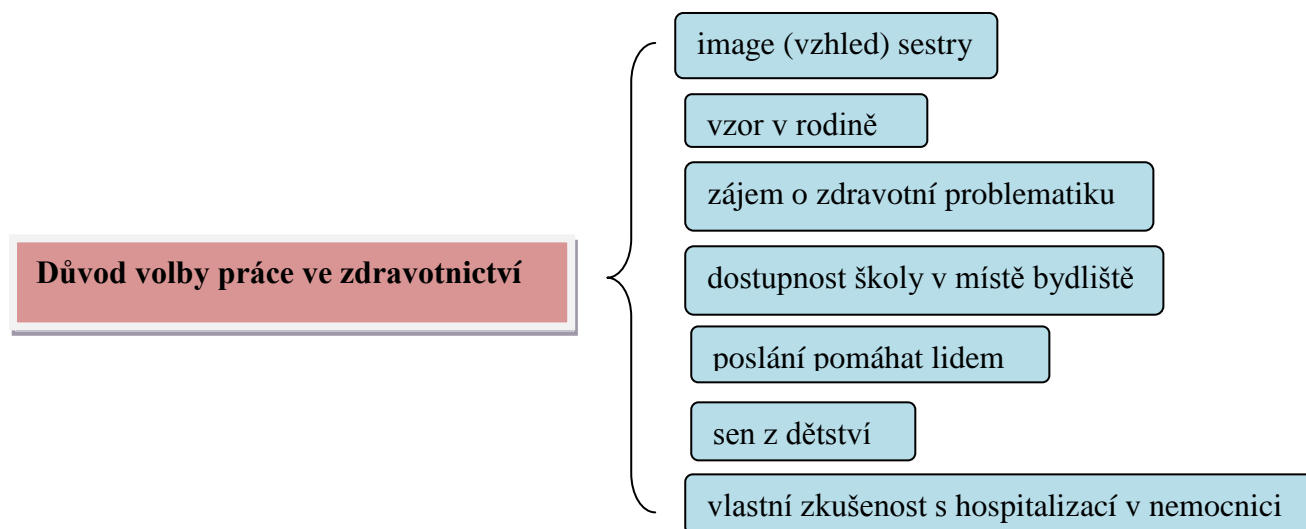 image (vzhled) sestry
vzor v rodině
zájem o zdravotní problematiku
Důvod volby práce ve zdravotnictví
dostupnost školy v místě bydliště
poslání pomáhat lidem
sen z dětství
vlastní zkušenost s hospitalizací v nemocnici